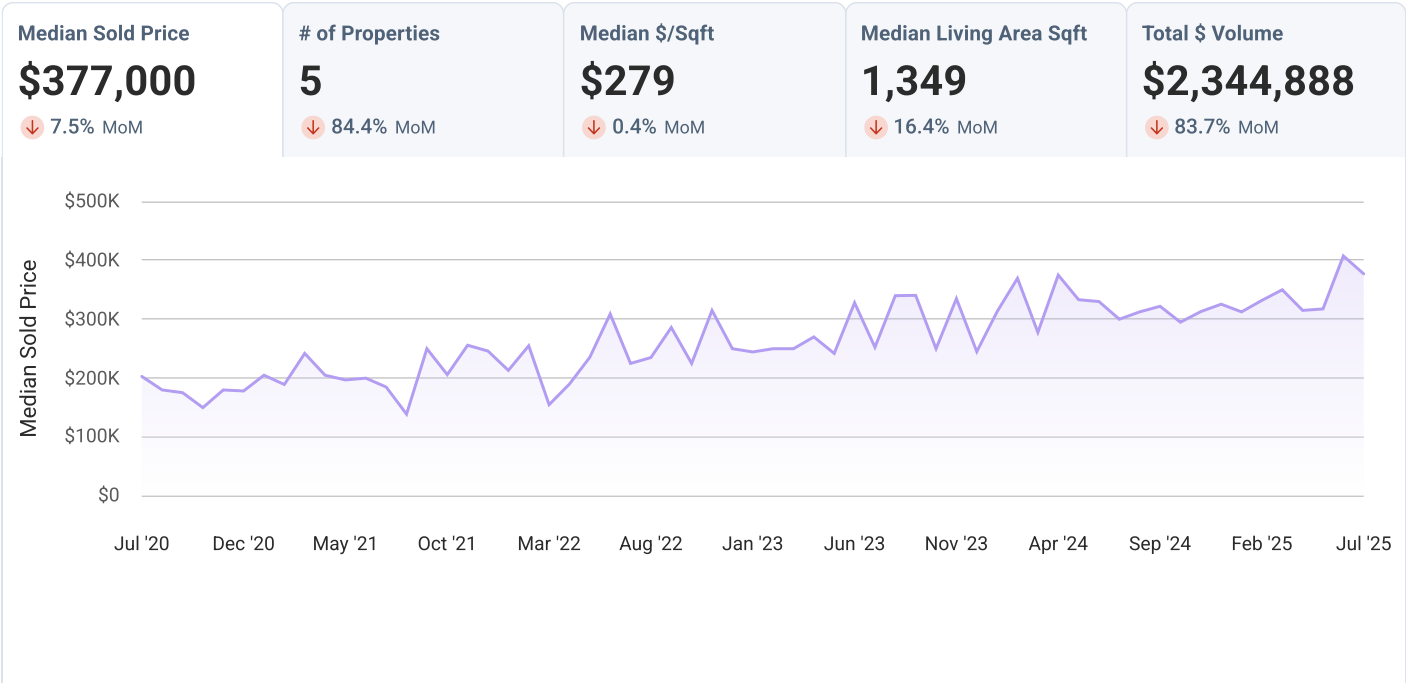 Median Sold Price
$377,000
7.5% MoM
# of Properties
5
84.4% MoM
Median $/Sqft
$279
0.4% MoM
Median Living Area Sqft
1,349
16.4% MoM
Total $ Volume
$2,344,888
83.7% MoM
Median Sold Price
$500K
$400K
$300K
$200K
$100K
$0
Jul '20 Dec '20 May '21 Oct '21 Mar '22 Aug '22 Jan '23 Jun '23 Nov '23 Apr '24 Sep '24 Feb '25 Jul '25